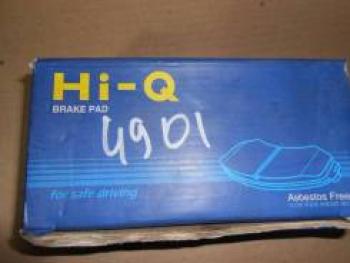 Hi-Q
BRAKE PAD
4901
for safe driving
Asbestos Free